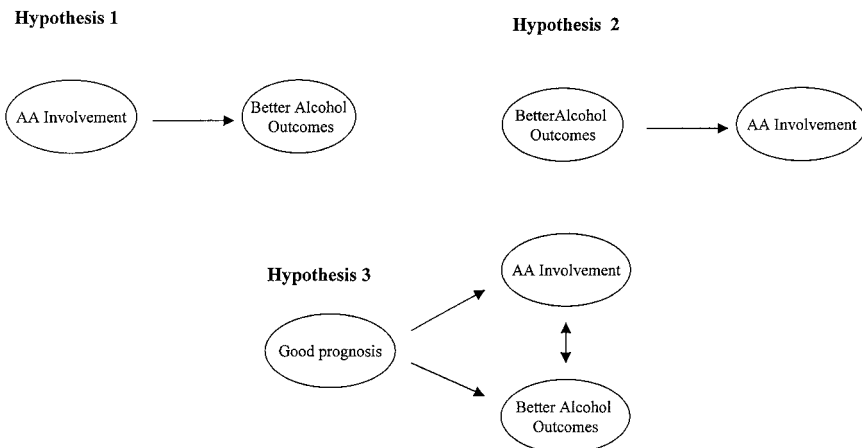 Hypothesis 1
AA Involvement
Better Alcohol
Outcomes
Hypothesis 2
BetterAlcohol
Outcomes
AA Involvement
Hypothesis 3
Good prognosis
AA Involvement
Better Alcohol
Outcomes